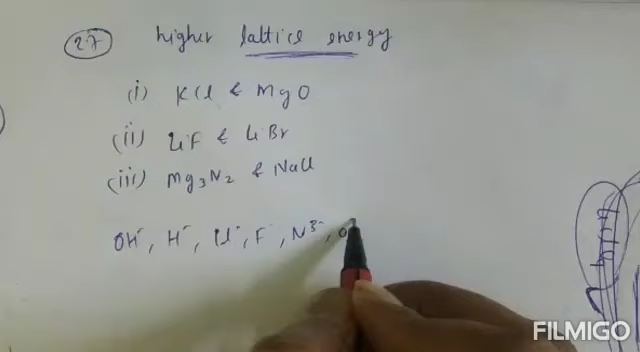 27 higher lattice energy
(i) KCl & MgO
(ii) LiF & LiBr
(iii) Mg₃N₂ & NaCl
OH⁻, H⁻, Cl⁻, F⁻, N³⁻, O
FILMIGO